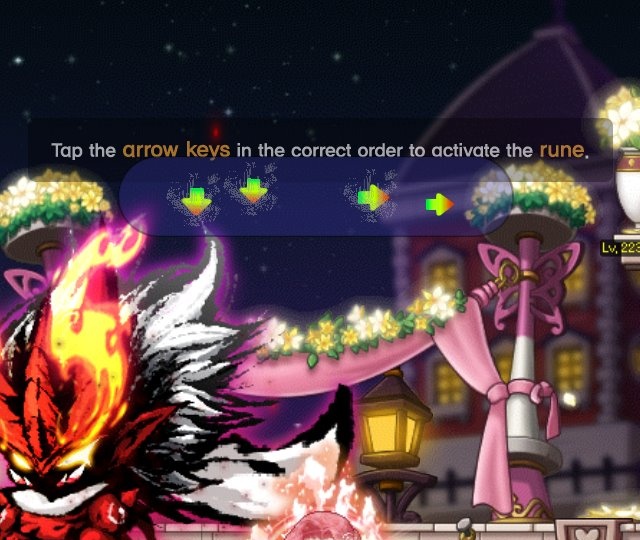 Tap the arrow keys in the correct order to activate the rune.
Lv. 223